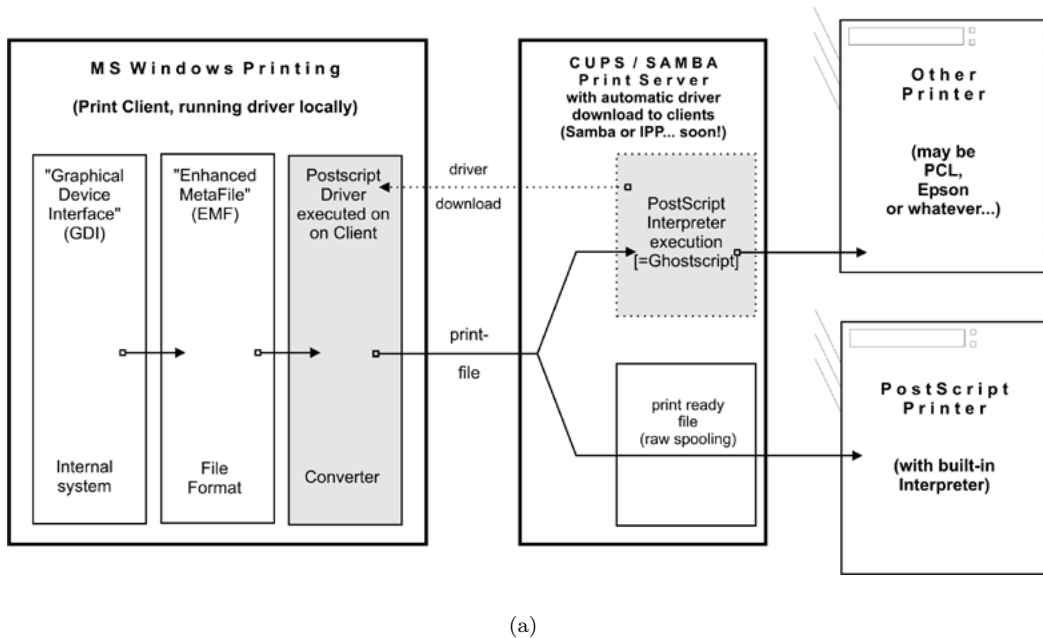 MS Windows Printing
(Print Client, running driver locally)
"Graphical
Device
Interface"
(GDI)
Internal
system
"Enhanced
MetaFile"
(EMF)
File
Format
Postscript
Driver
executed on
on Client
Converter
driver
download
print-
file
CUPS / SAMBA
Print Server
with automatic driver
download to clients
(Samba or IPP... soon!)
PostScript
Interpreter
execution
[=Ghostscript]
print ready
file
(raw spooling)
Other
Printer
(may be
PCL,
Epson
or whatever...)
PostScript
Printer
(with built-in
Interpreter)
(a)